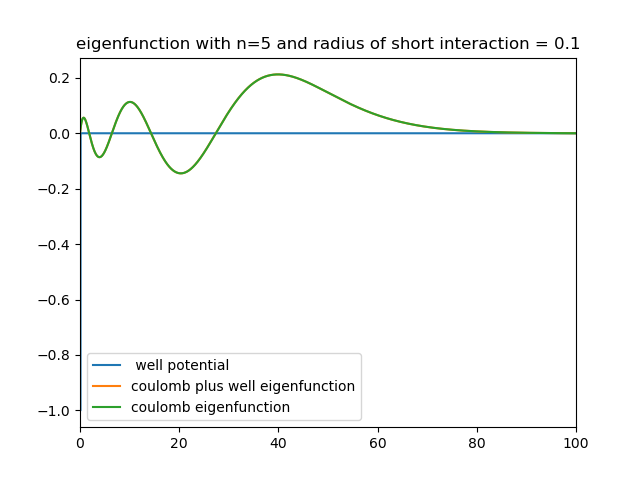 eigenfunction with n=5 and radius of short interaction = 0.1
0.2
0.0
−0.2
−0.4
−0.6
−0.8
−1.0
well potential
coulomb plus well eigenfunction
coulomb eigenfunction
0 20 40 60 80 100